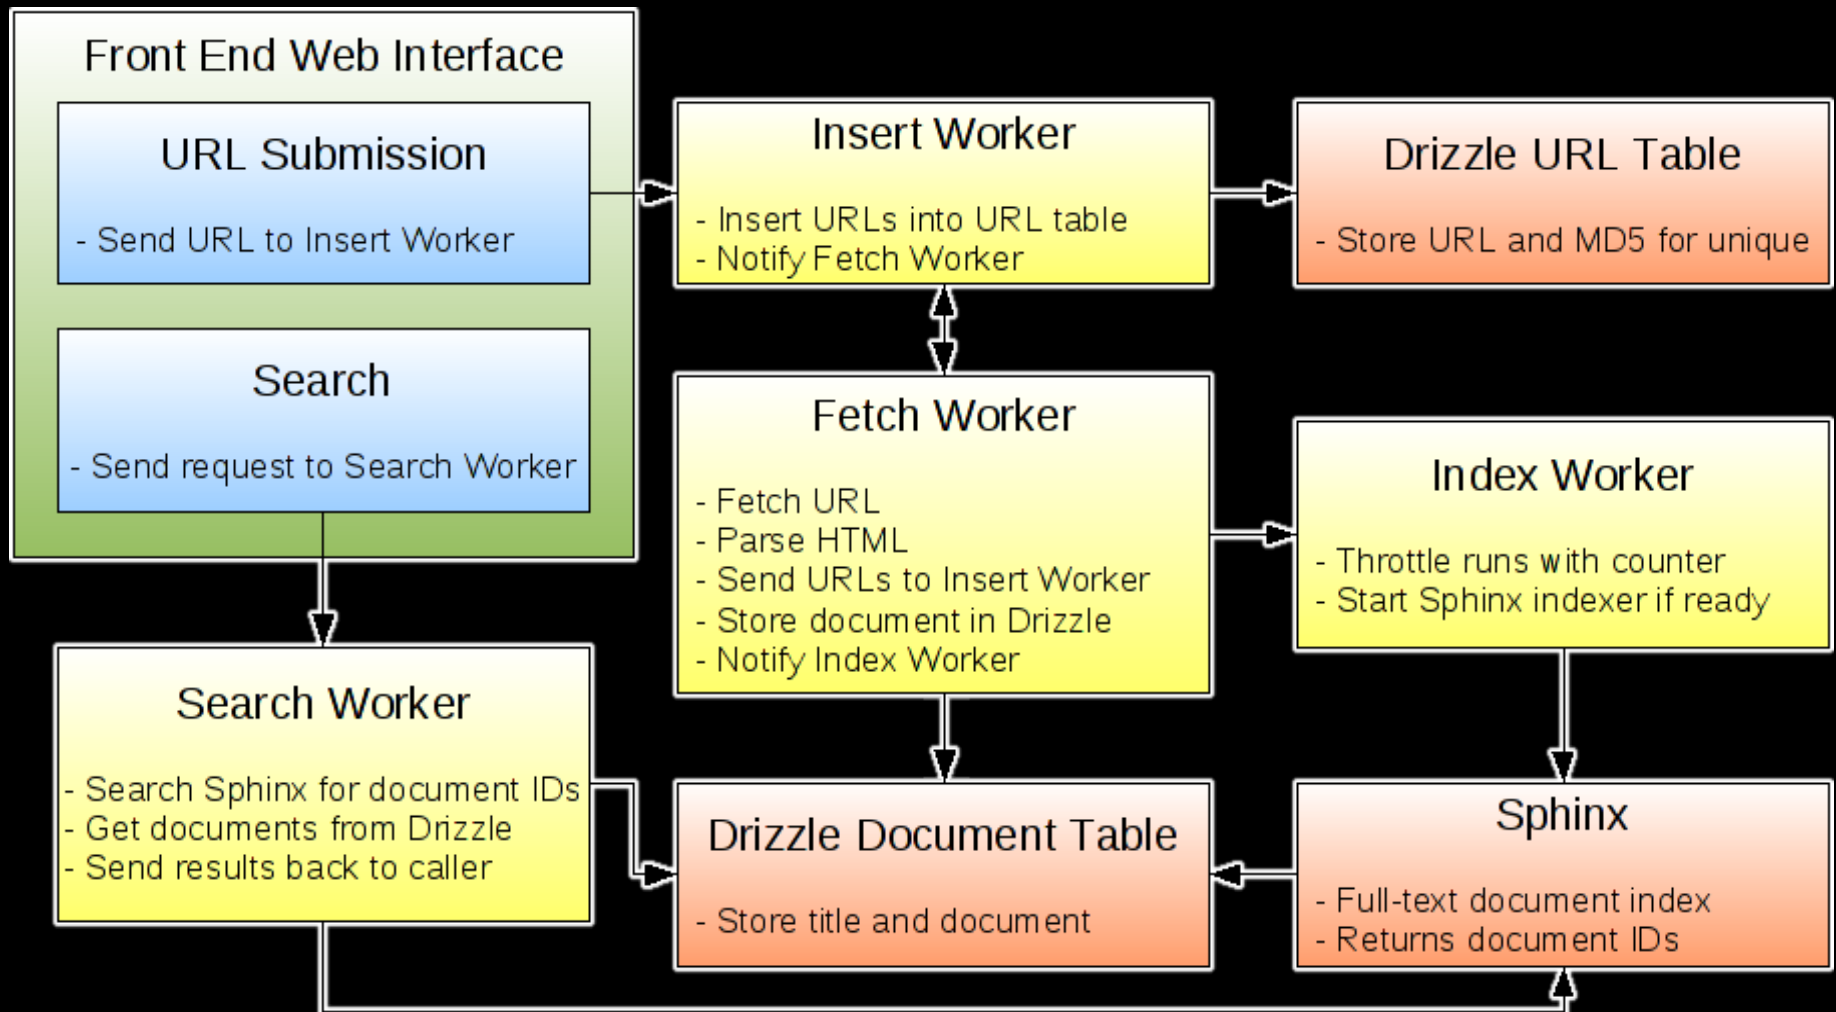 Front End Web Interface
URL Submission
- Send URL to Insert Worker
Search
- Send request to Search Worker
Insert Worker
- Insert URLs into URL table
- Notify Fetch Worker
Drizzle URL Table
- Store URL and MD5 for unique
Fetch Worker
- Fetch URL
- Parse HTML
- Send URLs to Insert Worker
- Store document in Drizzle
- Notify Index Worker
Index Worker
- Throttle runs with counter
- Start Sphinx indexer if ready
Search Worker
- Search Sphinx for document IDs
- Get documents from Drizzle
- Send results back to caller
Drizzle Document Table
- Store title and document
Sphinx
- Full-text document index
- Returns document IDs